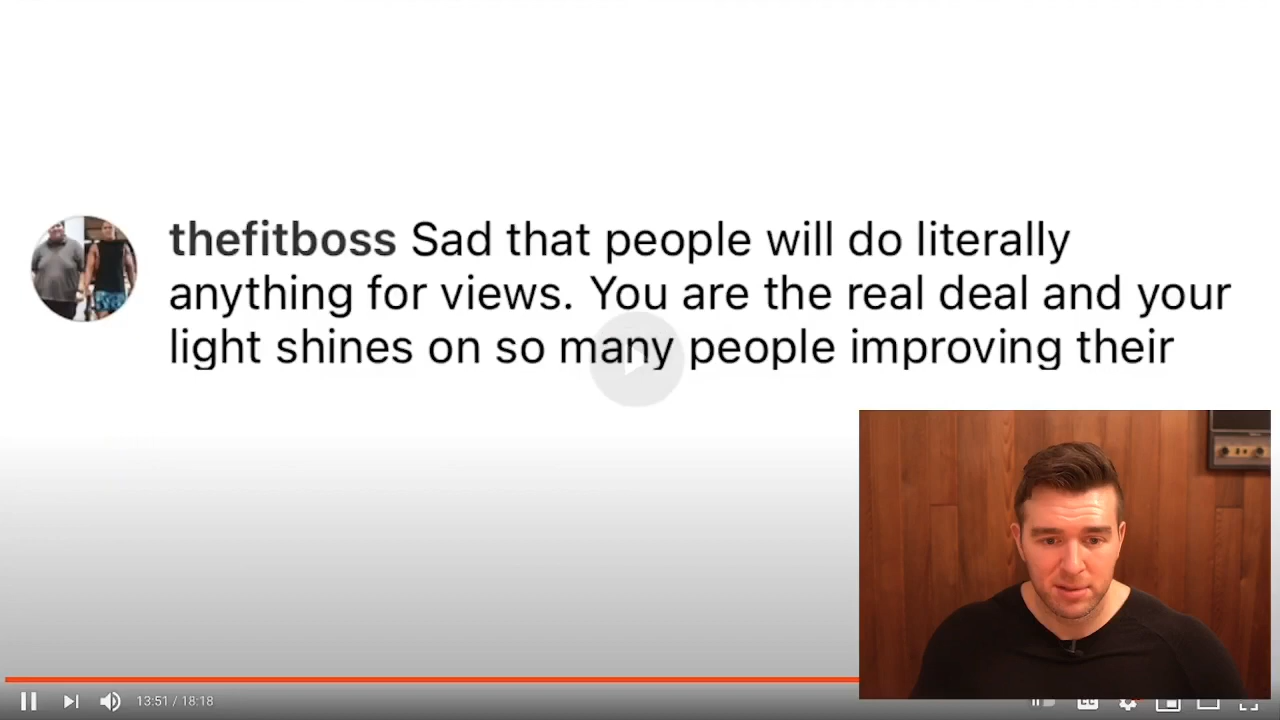 thefitboss Sad that people will do literally
anything for views. You are the real deal and your
light shines on so many people improving their
13:51 / 18:18
CC